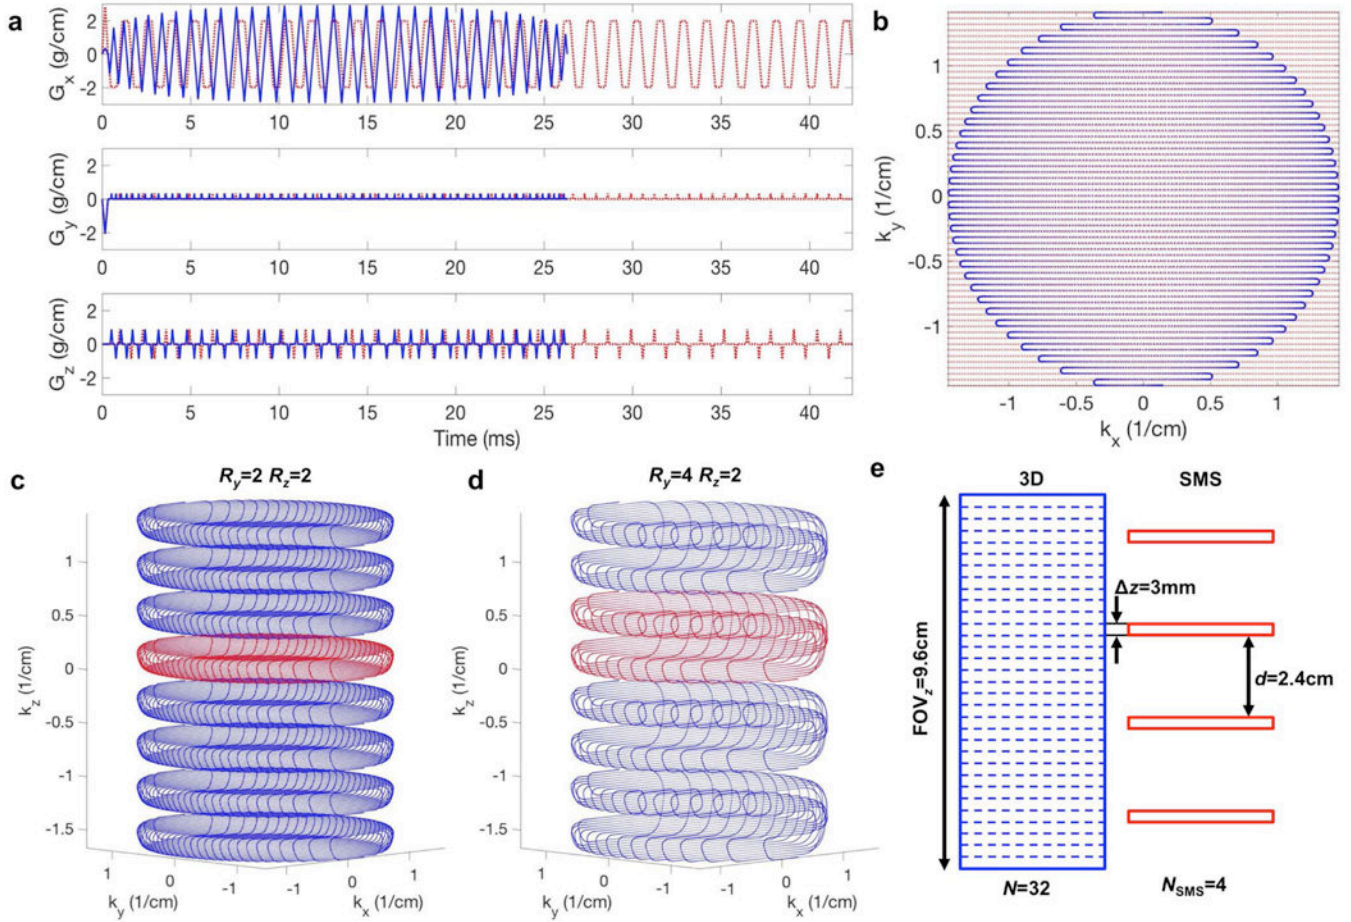 a
G_x (g/cm)
2
0
-2
0 5 10 15 20 25 30 35 40
G_y (g/cm)
2
0
-2
0 5 10 15 20 25 30 35 40
G_z (g/cm)
2
0
-2
0 5 10 15 20 25 30 35 40
Time (ms)
b
k_y (1/cm)
1
0.5
0
-0.5
-1
-1 -0.5 0 0.5 1
k_x (1/cm)
c
R_y=2 R_z=2
k_z (1/cm)
1
0.5
0
-0.5
-1
-1.5
1 0 -1 -1 0 1
k_y (1/cm) k_x (1/cm)
d
R_y=4 R_z=2
k_z (1/cm)
1
0.5
0
-0.5
-1
-1.5
1 0 -1 -1 0 1
k_y (1/cm) k_x (1/cm)
e
3D SMS
FOV_z=9.6cm
Δz=3mm
d=2.4cm
N=32 N_SMS=4